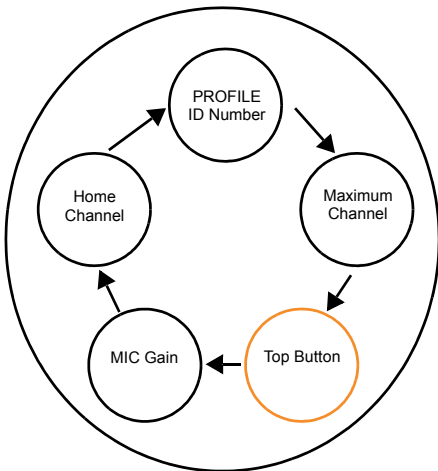 PROFILE
ID Number
Home
Channel
Maximum
Channel
MIC Gain
Top Button